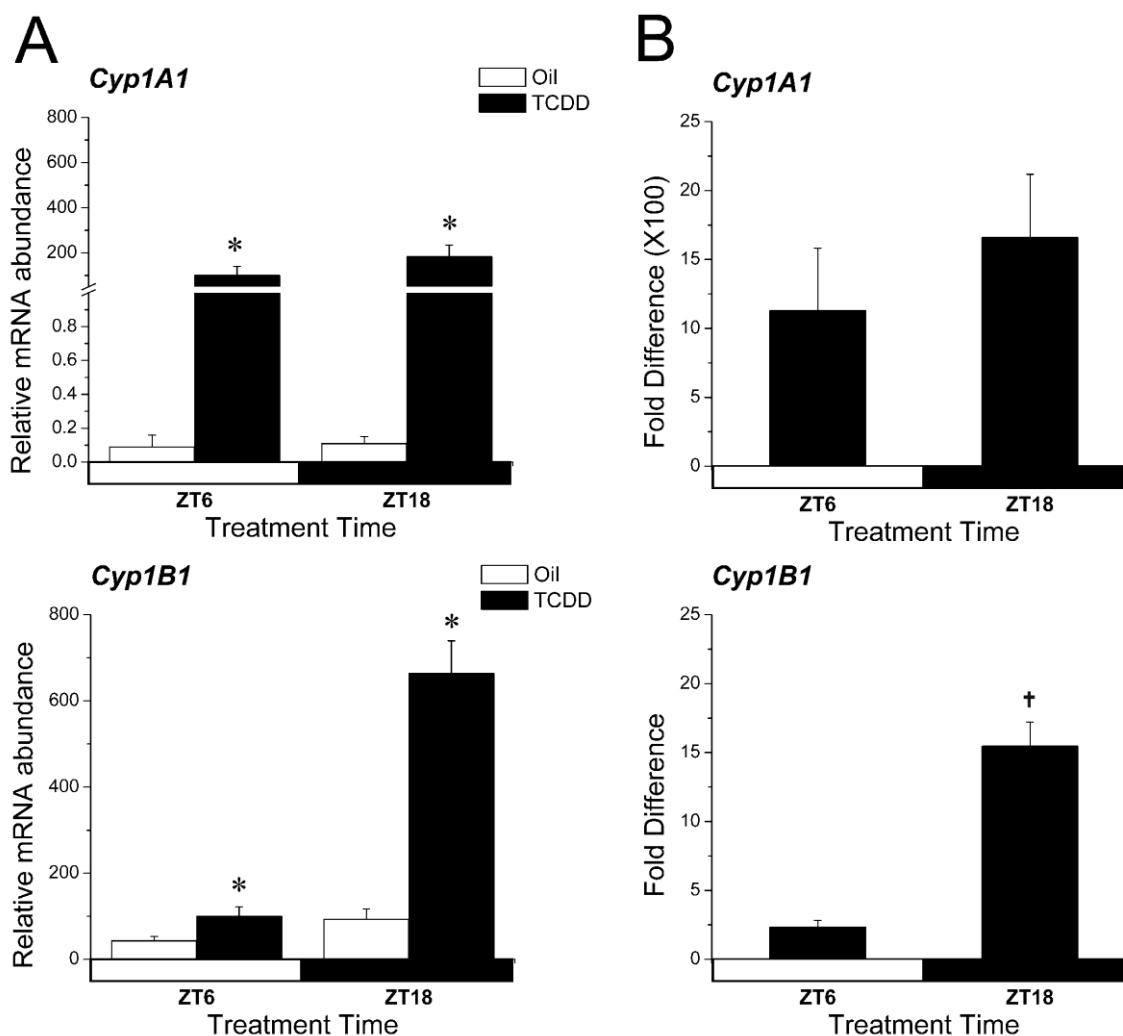 A
Cyp1A1
Oil
TCDD
Relative mRNA abundance
800
600
400
200
0.8
0.6
0.4
0.2
0.0
*
*
ZT6
ZT18
Treatment Time
B
Cyp1A1
Fold Difference (X100)
25
20
15
10
5
0
ZT6
ZT18
Treatment Time
Cyp1B1
Oil
TCDD
Relative mRNA abundance
800
600
400
200
0
*
*
ZT6
ZT18
Treatment Time
Cyp1B1
Fold Difference
25
20
15
10
5
0
†
ZT6
ZT18
Treatment Time